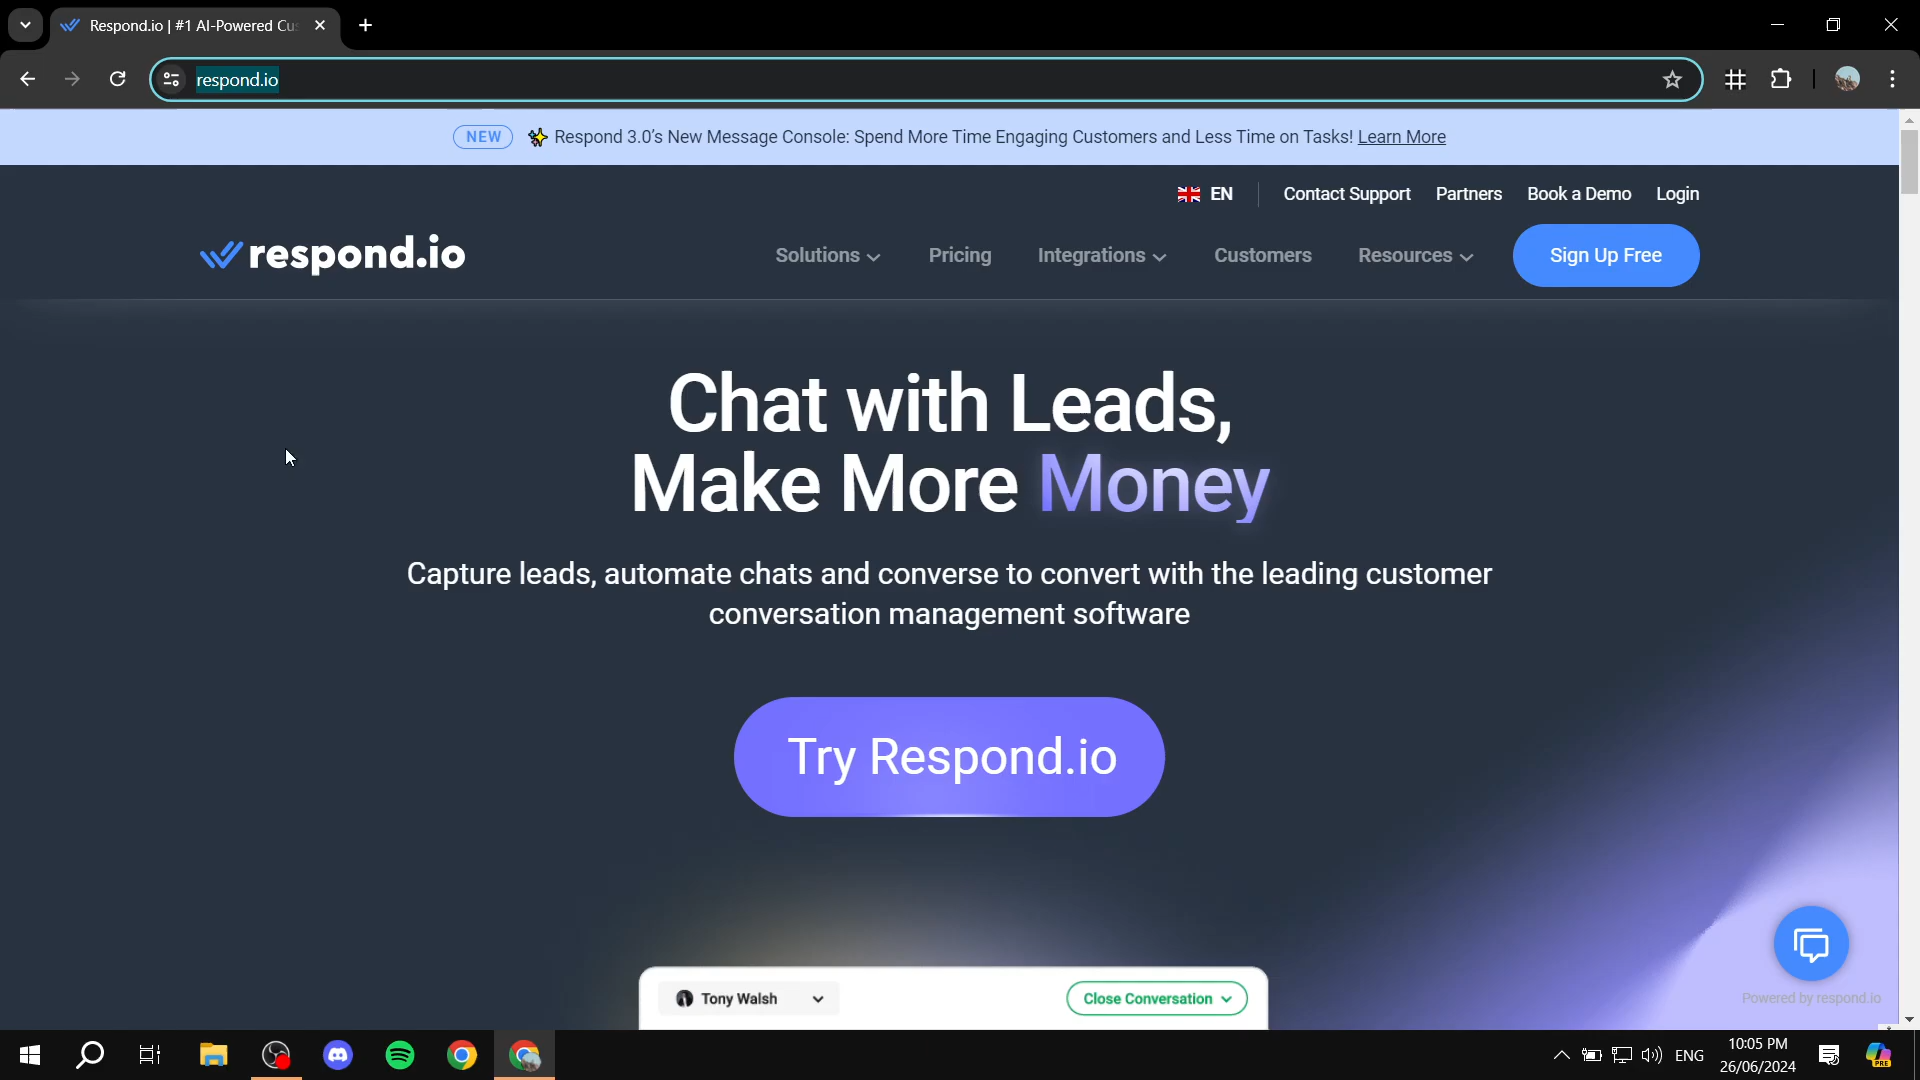 Respond.io | #1 AI-Powered Cus
respond.io
NEW ✨ Respond 3.0’s New Message Console: Spend More Time Engaging Customers and Less Time on Tasks! Learn More
EN Contact Support Partners Book a Demo Login
respond.io Solutions Pricing Integrations Customers Resources Sign Up Free
Chat with Leads,
Make More Money
Capture leads, automate chats and converse to convert with the leading customer
conversation management software
Try Respond.io
Powered by respond.io
Tony Walsh Close Conversation
ENG
10:05 PM
26/06/2024
PRE